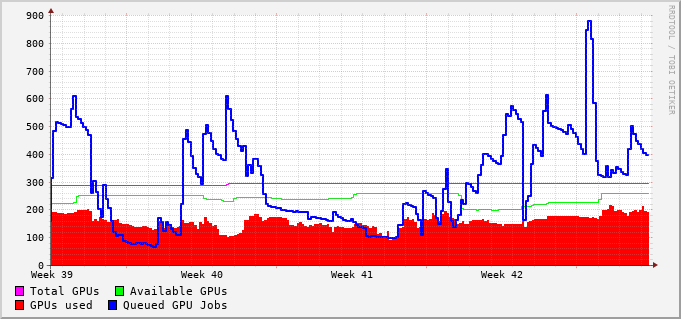 900
800
700
600
500
400
300
200
100
0
Week 39 Week 40 Week 41 Week 42
Total GPUs Available GPUs
GPUs used Queued GPU Jobs
RRDTOOL / TOBI OETIKER